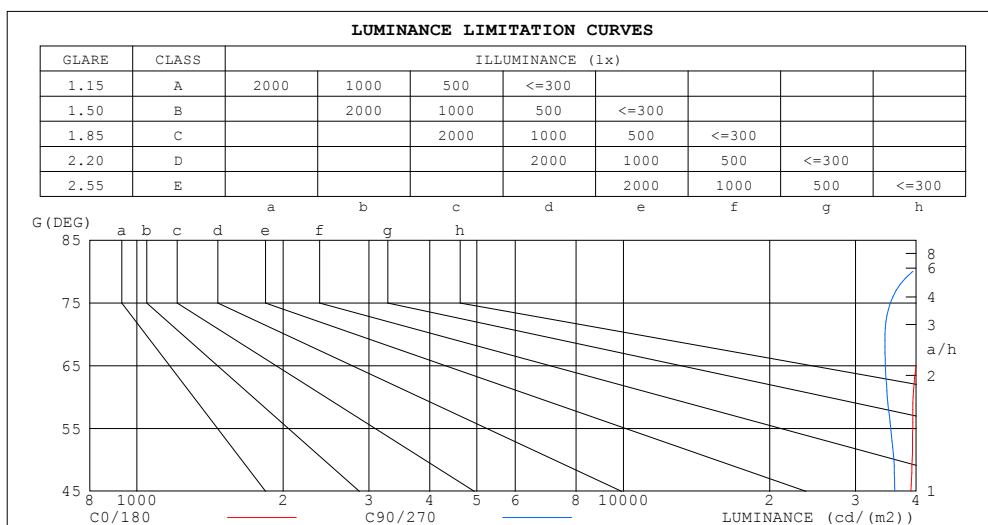 LUMINANCE LIMITATION CURVES
GLARE CLASS ILLUMINANCE (lx)
1.15 A 2000 1000 500 <=300
1.50 B 2000 1000 500 <=300
1.85 C 2000 1000 500 <=300
2.20 D 2000 1000 500 <=300
2.55 E 2000 1000 500 <=300
a b c d e f g h
G(DEG)
a b c d e f g h
85
8
6
75 4
3
a/h
65 2
55
45 1
8 1000 2 3 4 5 6 8 10000 2 3 4
C0/180 C90/270 LUMINANCE (cd/(m2))